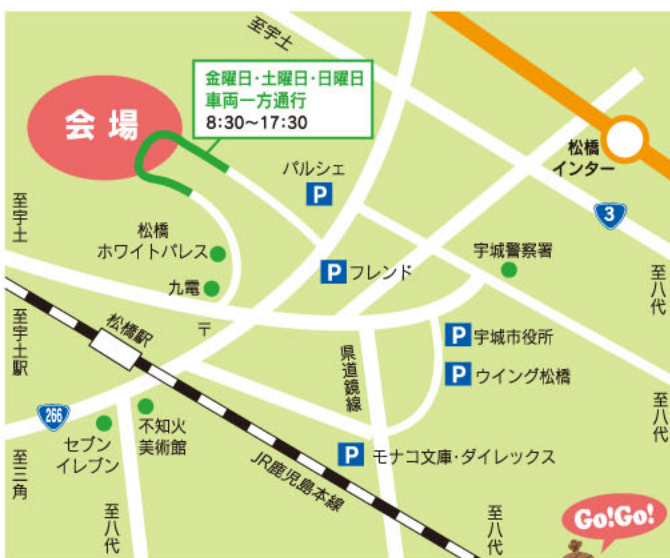 至宇土
金曜日・土曜日・日曜日
車両一方通行
8:30～17:30
会場
松橋
インター
パルシェ
P
3
至宇土
松橋
ホワイトパレス
P フレンド
宇城警察署
至八代
九電
〒
至宇土駅
松橋駅
県道鏡線
P 宇城市役所
P ウイング松橋
266
不知火
美術館
セブン
イレブン
至八代
至三角
P モナコ文庫・ダイレックス
JR鹿児島本線
至八代
至八代
至八代
Go!Go!